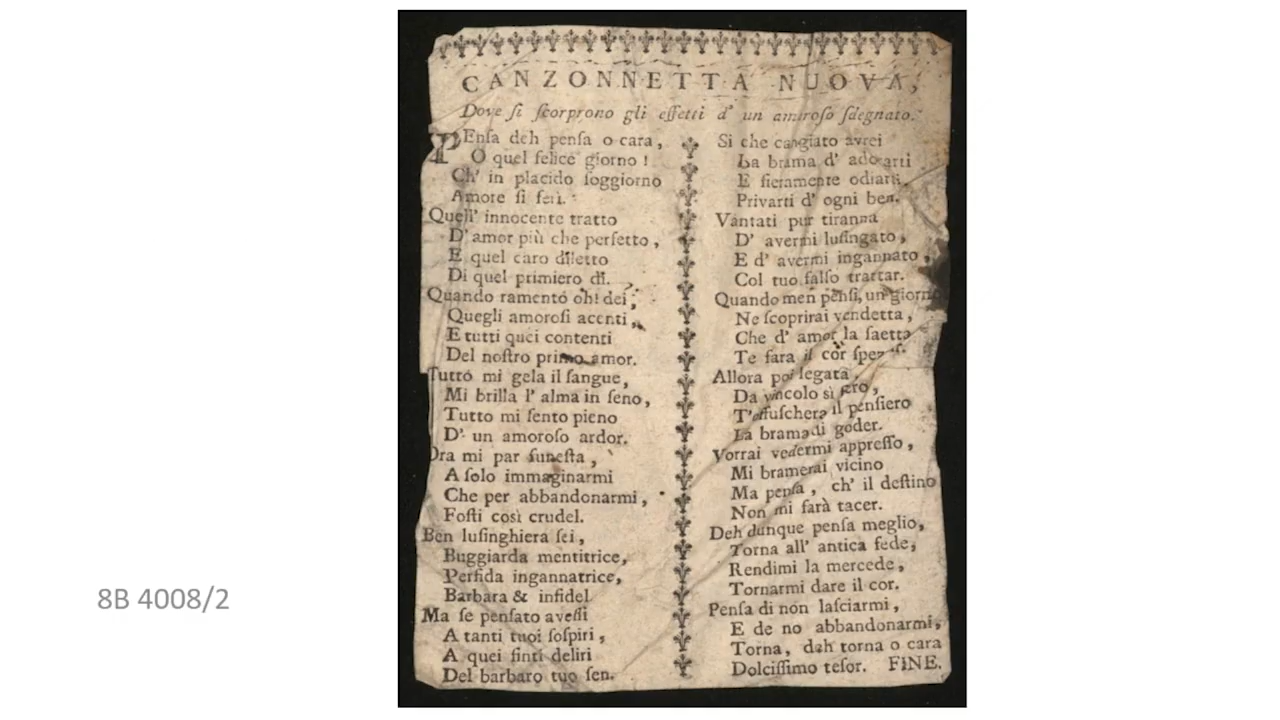 CANZONNETTA NUOVA,
Dove ſi ſcorprono gli effetti d' un amoroſo ſdegnato.
PEnſa deh penſa o cara,
O quel felice giorno !
Ch' in placido ſoggiorno
Amore ſi ferì.
Quell' innocente tratto
D' amor più che perfetto,
E quel caro diletto
Di quel primiero dì.
Quando ramento oh! dei,
Quegli amoroſi accenti,
E tutti quei contenti
Del noſtro primo amor.
Tutto mi gela il ſangue,
Mi brilla l' alma in ſeno,
Tutto mi ſento pieno
D' un amoroſo ardor.
Ora mi par funeſta,
A ſolo immaginarmi
Che per abbandonarmi,
Foſti così crudel.
Ben luſinghiera ſei,
Buggiarda mentitrice,
Perfida ingannatrice,
Barbara & infidel
Ma ſe penſato aveſſi
A tanti tuoi ſoſpiri,
A quei finti deliri
Del barbaro tuo ſen.
Si che cangiato avrei
La brama d' adorarti
E fieramente odiarti,
Privarti d' ogni ben.
Vantati pur tiranna
D' avermi luſingato,
E d' avermi ingannato,
Col tuo falſo trattar.
Quando men penſi, un giorno
Ne ſcoprirai vendetta,
Che d' amor la ſaetta
Te fara il cor
Allora poi legata,
Da vincolo sì fero,
T'offuſcherà il penſiero
La brama di goder.
Vorrai vedermi appreſſo,
Mi bramerai vicino
Ma penſa, ch' il deſtino
Non mi farà tacer.
Deh dunque penſa meglio,
Torna all' antica fede,
Rendimi la mercede,
Tornarmi dare il cor.
Penſa di non laſciarmi,
E de no abbandonarmi,
Torna, deh torna o cara
Dolciſſimo teſor. FINE.
8B 4008/2